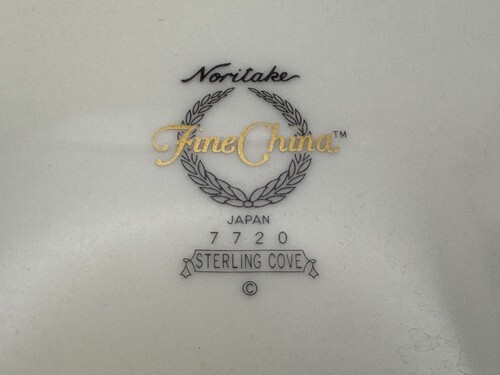 Noritake
Fine China™
JAPAN
7720
STERLING COVE
©